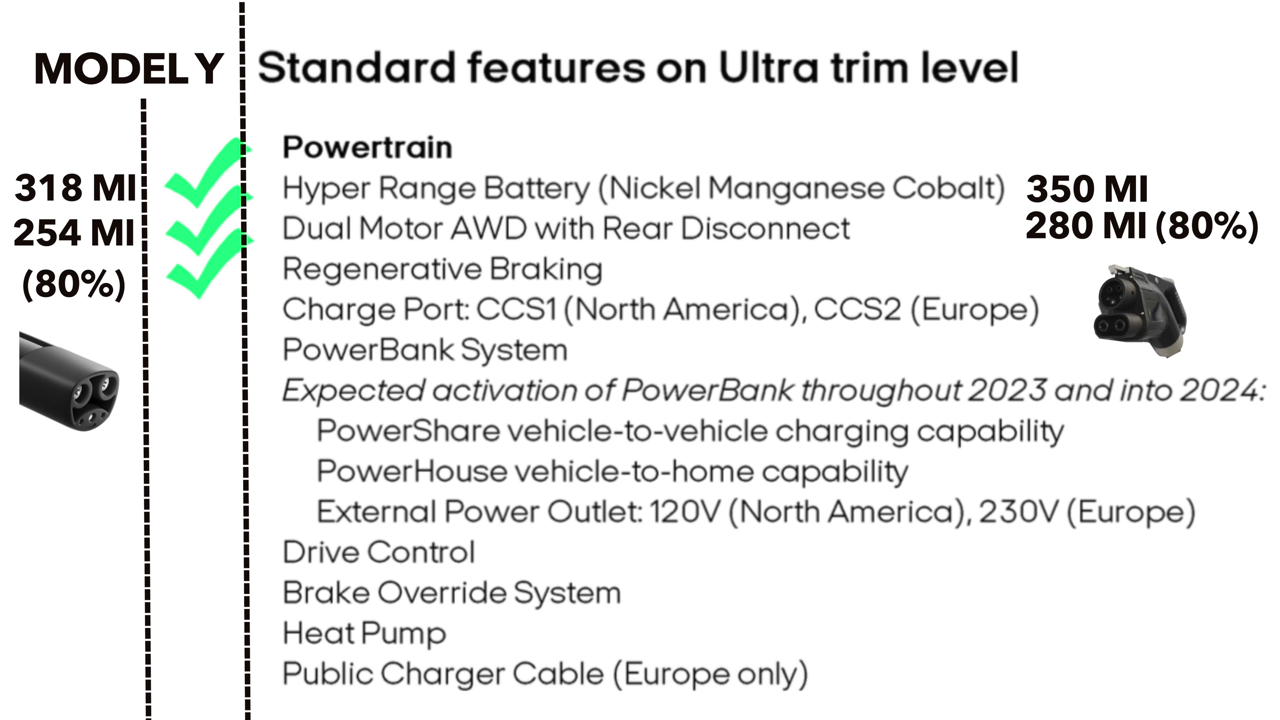 MODEL Y
Standard features on Ultra trim level
Powertrain
318 MI
Hyper Range Battery (Nickel Manganese Cobalt)
350 MI
254 MI
Dual Motor AWD with Rear Disconnect
280 MI (80%)
(80%)
Regenerative Braking
Charge Port: CCS1 (North America), CCS2 (Europe)
PowerBank System
Expected activation of PowerBank throughout 2023 and into 2024:
PowerShare vehicle-to-vehicle charging capability
PowerHouse vehicle-to-home capability
External Power Outlet: 120V (North America), 230V (Europe)
Drive Control
Brake Override System
Heat Pump
Public Charger Cable (Europe only)